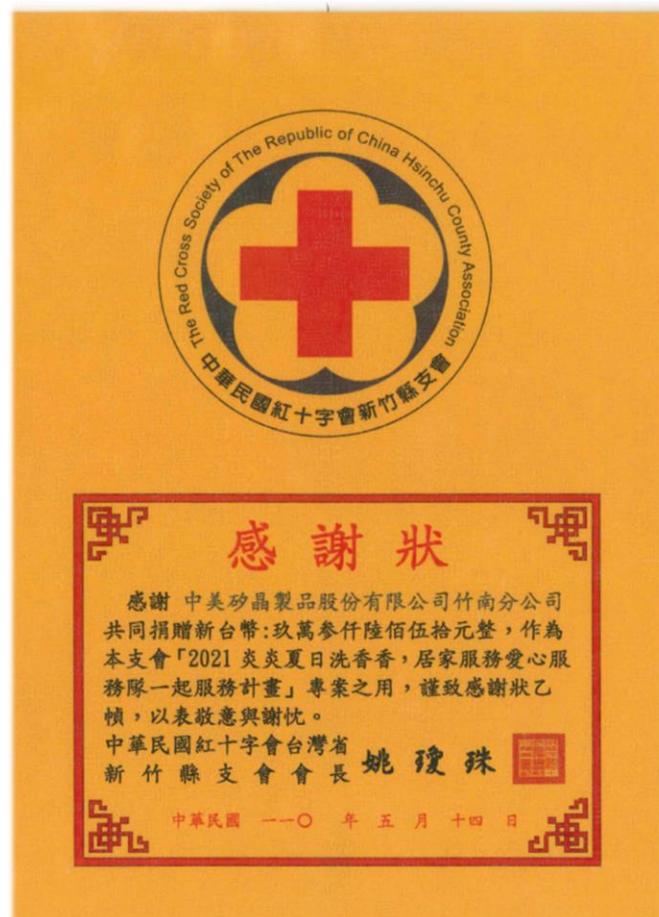 The Red Cross Society of The Republic of China Hsinchu County Association
中華民國紅十字會新竹縣支會
感謝狀
感謝 中美矽晶製品股份有限公司竹南分公司
共同捐贈新台幣:玖萬參仟陸佰伍拾元整，作為
本支會「2021 炎炎夏日洗香香，居家服務愛心服
務隊一起服務計畫」專案之用，謹致感謝狀乙
幀，以表敬意與謝忱。
中華民國紅十字會台灣省
新竹縣支會會長 姚瑷珠
中華民國 一一〇 年 五 月 十四 日